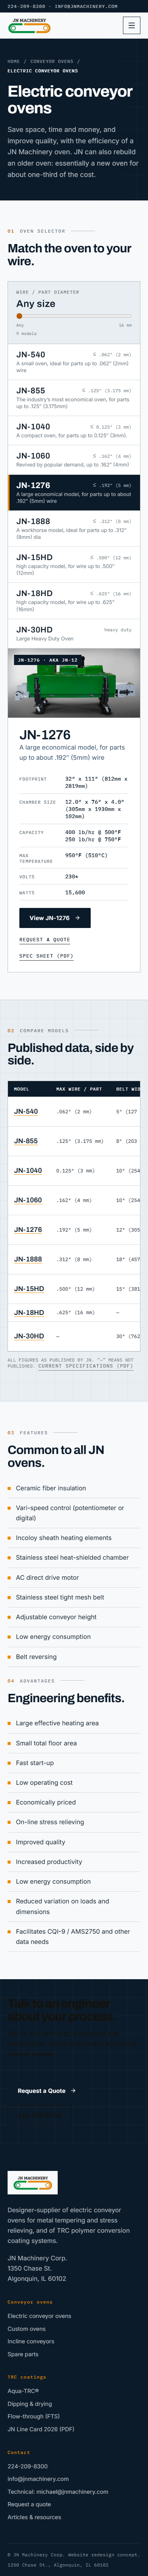 224-209-8300 · INFO@JNMACHINERY.COM
JN MACHINERY
HOME / CONVEYOR OVENS /
ELECTRIC CONVEYOR OVENS
Electric conveyor
ovens
Save space, time and money, and
improve quality, with the efficiency of a
JN Machinery oven. JN can also rebuild
an older oven: essentially a new oven for
about one-third of the cost.
01 OVEN SELECTOR
Match the oven to your
wire.
WIRE / PART DIAMETER
Any size
Any 16 mm
9 models
JN-540 ≤ .062" (2 mm)
A small oven, ideal for parts up to .062" (2mm)
wire
JN-855 ≤ .125" (3.175 mm)
The industry's most economical oven, for parts
up to .125" (3.175mm)
JN-1040 ≤ 0.125" (3 mm)
A compact oven, for parts up to 0.125" (3mm).
JN-1060 ≤ .162" (4 mm)
Revised by popular demand, up to .162" (4mm)
JN-1276 ≤ .192" (5 mm)
A large economical model, for parts up to about
.192" (5mm) wire
JN-1888 ≤ .312" (8 mm)
A workhorse model, ideal for parts up to .312"
(8mm) dia
JN-15HD ≤ .500" (12 mm)
high capacity model, for wire up to .500"
(12mm)
JN-18HD ≤ .625" (16 mm)
high capacity model, for wire up to .625"
(16mm)
JN-30HD heavy duty
Large Heavy Duty Oven
JN-1276 · AKA JN-12
JN-1276
A large economical model, for parts
up to about .192" (5mm) wire
FOOTPRINT 32" x 111" (812mm x
2819mm)
CHAMBER SIZE 12.0" x 76" x 4.0"
(305mm x 1930mm x
102mm)
CAPACITY 400 lb/hr @ 500°F
250 lb/hr @ 750°F
MAX
TEMPERATURE 950°F (510°C)
VOLTS 230*
WATTS 15,600
View JN-1276 →
REQUEST A QUOTE
SPEC SHEET (PDF)
02 COMPARE MODELS
Published data, side by
side.
MODEL MAX WIRE / PART BELT WID
JN-540 .062" (2 mm) 5" (127
JN-855 .125" (3.175 mm) 8" (203
JN-1040 0.125" (3 mm) 10" (254
JN-1060 .162" (4 mm) 10" (254
JN-1276 .192" (5 mm) 12" (305
JN-1888 .312" (8 mm) 18" (457
JN-15HD .500" (12 mm) 15" (381
JN-18HD .625" (16 mm) —
JN-30HD — 30" (762
ALL FIGURES AS PUBLISHED BY JN. "—" MEANS NOT
PUBLISHED. CURRENT SPECIFICATIONS (PDF)
03 FEATURES
Common to all JN
ovens.
Ceramic fiber insulation
Vari-speed control (potentiometer or
digital)
Incoloy sheath heating elements
Stainless steel heat-shielded chamber
AC direct drive motor
Stainless steel tight mesh belt
Adjustable conveyor height
Low energy consumption
Belt reversing
04 ADVANTAGES
Engineering benefits.
Large effective heating area
Small total floor area
Fast start-up
Low operating cost
Economically priced
On-line stress relieving
Improved quality
Increased productivity
Low energy consumption
Reduced variation on loads and
dimensions
Facilitates CQI-9 / AMS2750 and other
data needs
Talk to an engineer
about your process.
Request a Quote →
JN MACHINERY
Designer-supplier of electric conveyor
ovens for metal tempering and stress
relieving, and of TRC polymer conversion
coating systems.
JN Machinery Corp.
1350 Chase St.
Algonquin, IL 60102
Conveyor ovens
Electric conveyor ovens
Custom ovens
Incline conveyors
Spare parts
TRC coatings
Aqua-TRC®
Dipping & drying
Flow-through (FTS)
JN Line Card 2026 (PDF)
Contact
224-209-8300
info@jnmachinery.com
Technical: michael@jnmachinery.com
Request a quote
Articles & resources
© JN Machinery Corp. Website redesign concept.
1350 Chase St., Algonquin, IL 60102